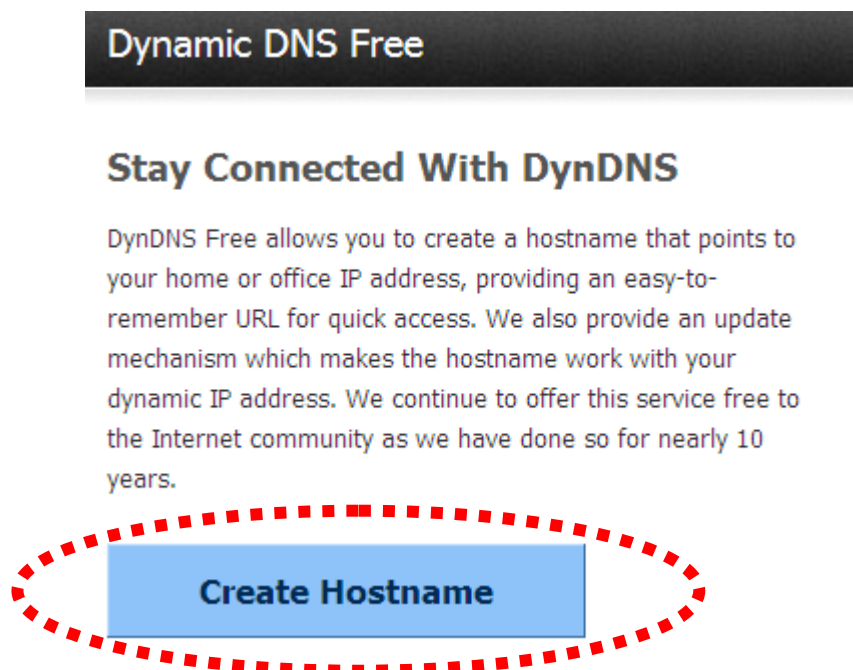 Dynamic DNS Free
Stay Connected With DynDNS
DynDNS Free allows you to create a hostname that points to
your home or office IP address, providing an easy-to-
remember URL for quick access. We also provide an update
mechanism which makes the hostname work with your
dynamic IP address. We continue to offer this service free to
the Internet community as we have done so for nearly 10
years.
Create Hostname